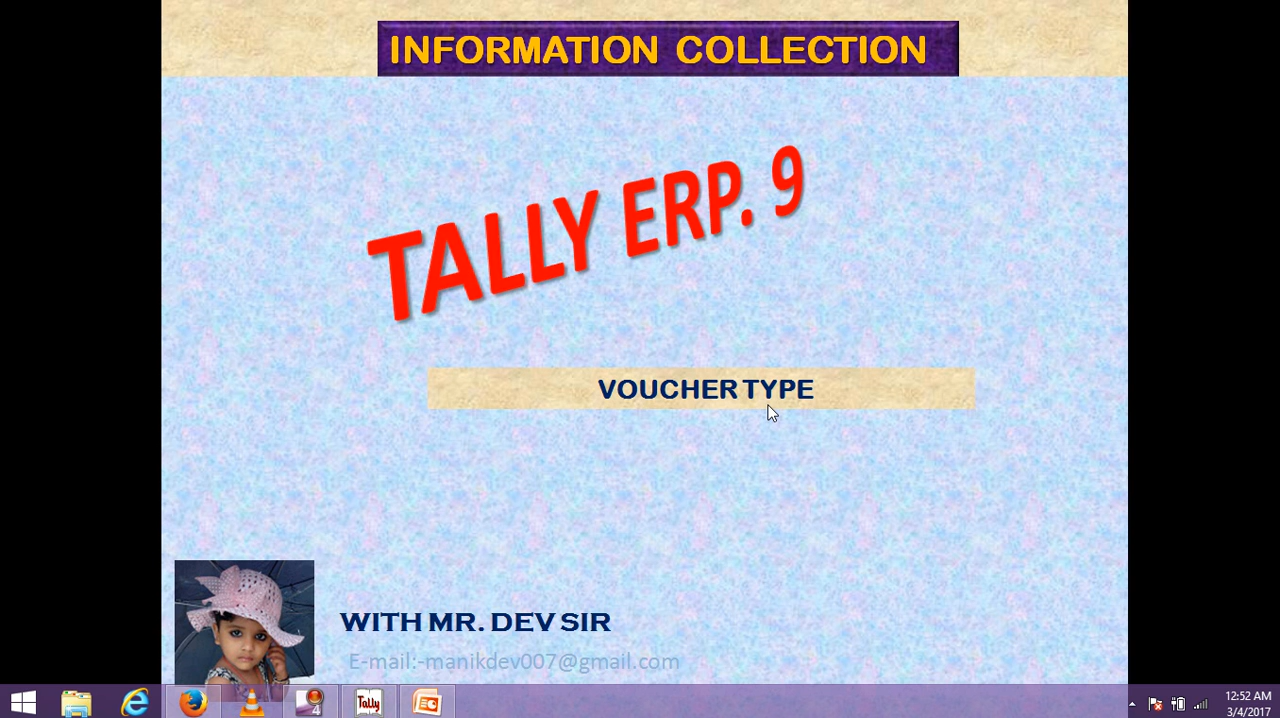 INFORMATION COLLECTION
TALLY ERP. 9
VOUCHER TYPE
WITH MR. DEV SIR
E-mail:-manikdev007@gmail.com
4
Tally
12:52 AM
3/4/2017